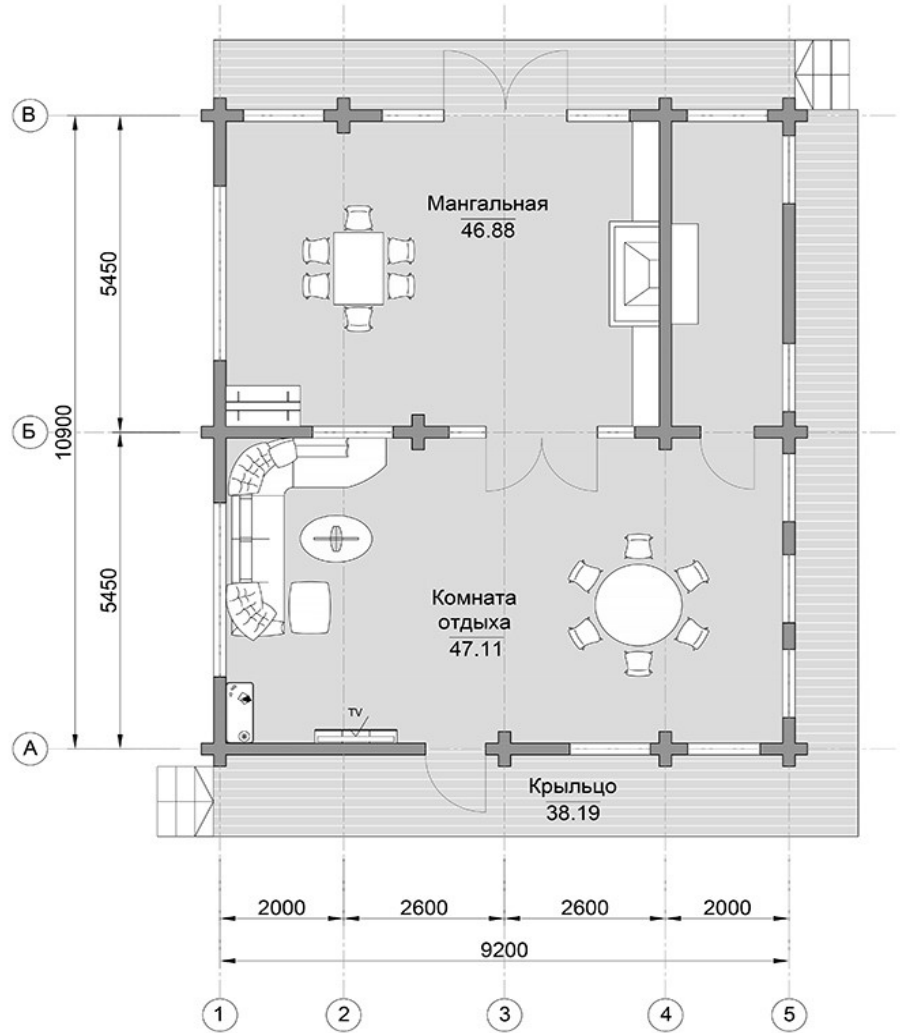 В
Мангальная
46.88
5450
10900
Б
5450
Комната
отдыха
47.11
TV
А
Крыльцо
38.19
2000 2600 2600 2000
9200
1 2 3 4 5